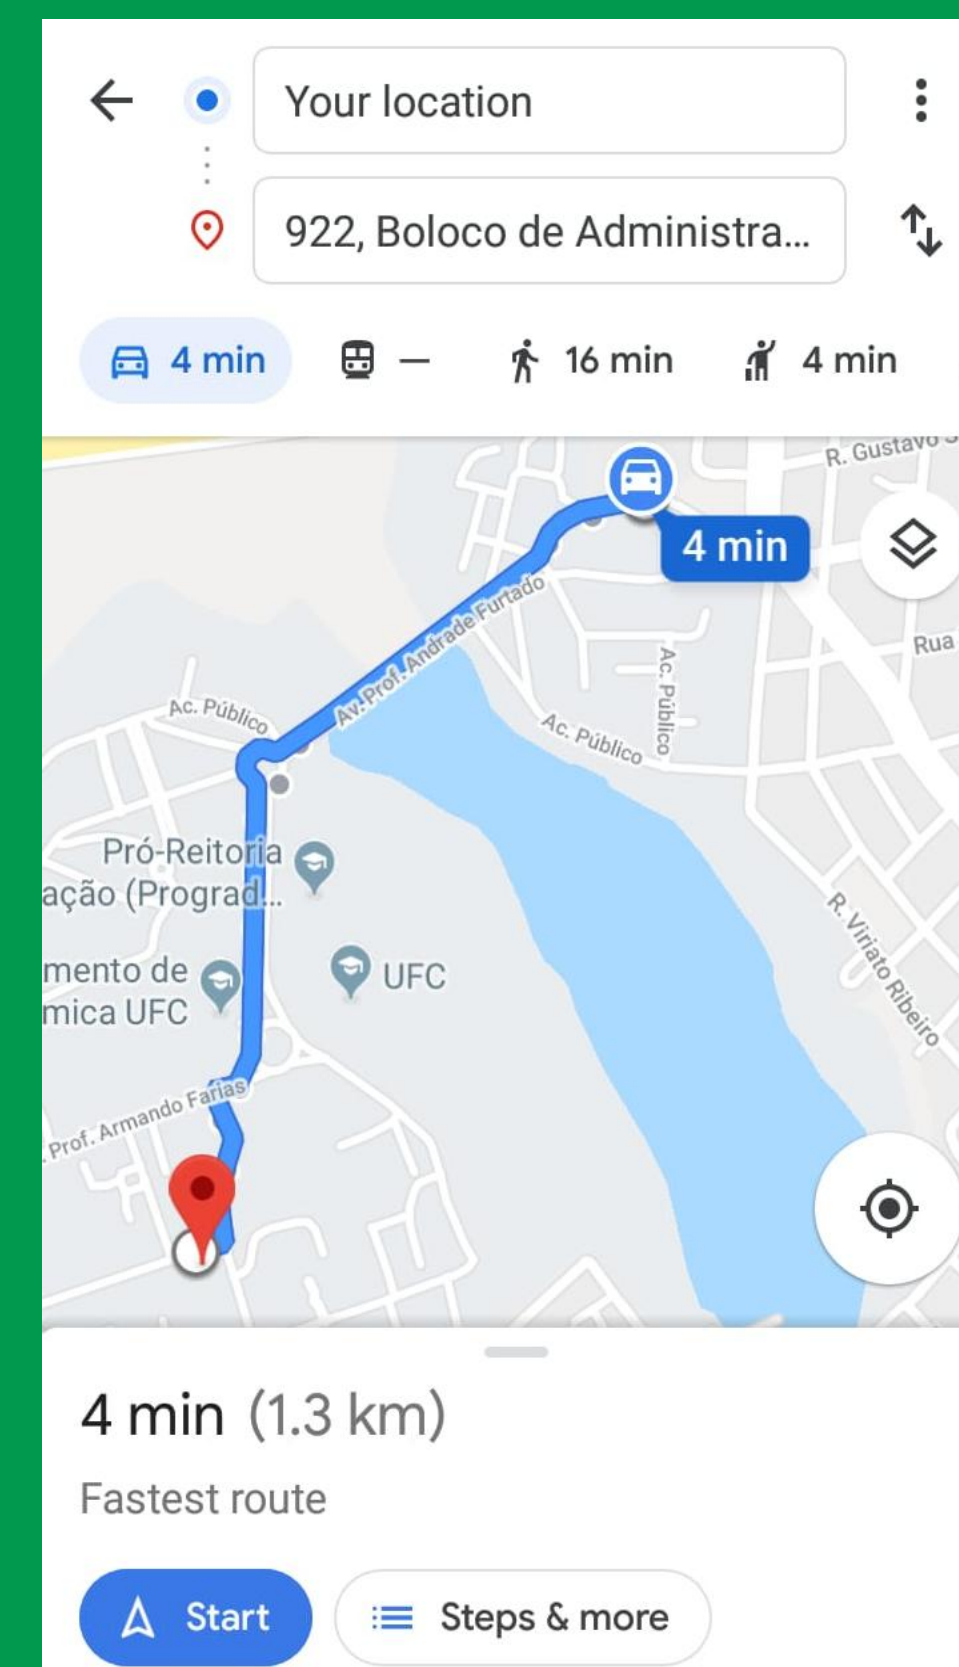 Your location
922, Boloco de Administra...
4 min
—
16 min
4 min
R. Gustavo
4 min
Av. Prof. Andrade Furtado
Rua
Ac. Público
Ac. Público
Ac. Público
Pró-Reitoria
ação (Prograd...
R. Viriato Ribeiro
mento de
mica UFC
UFC
. Prof. Armando Farias
4 min (1.3 km)
Fastest route
Start
Steps & more